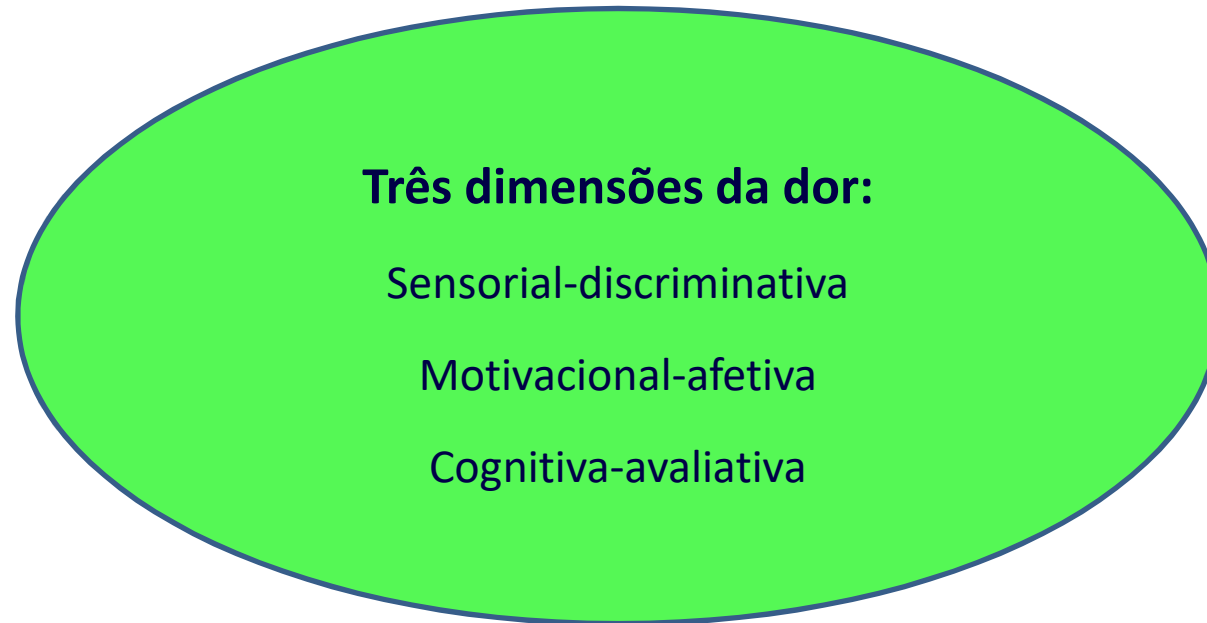 Três dimensões da dor:
Sensorial-discriminativa
Motivacional-afetiva
Cognitiva-avaliativa